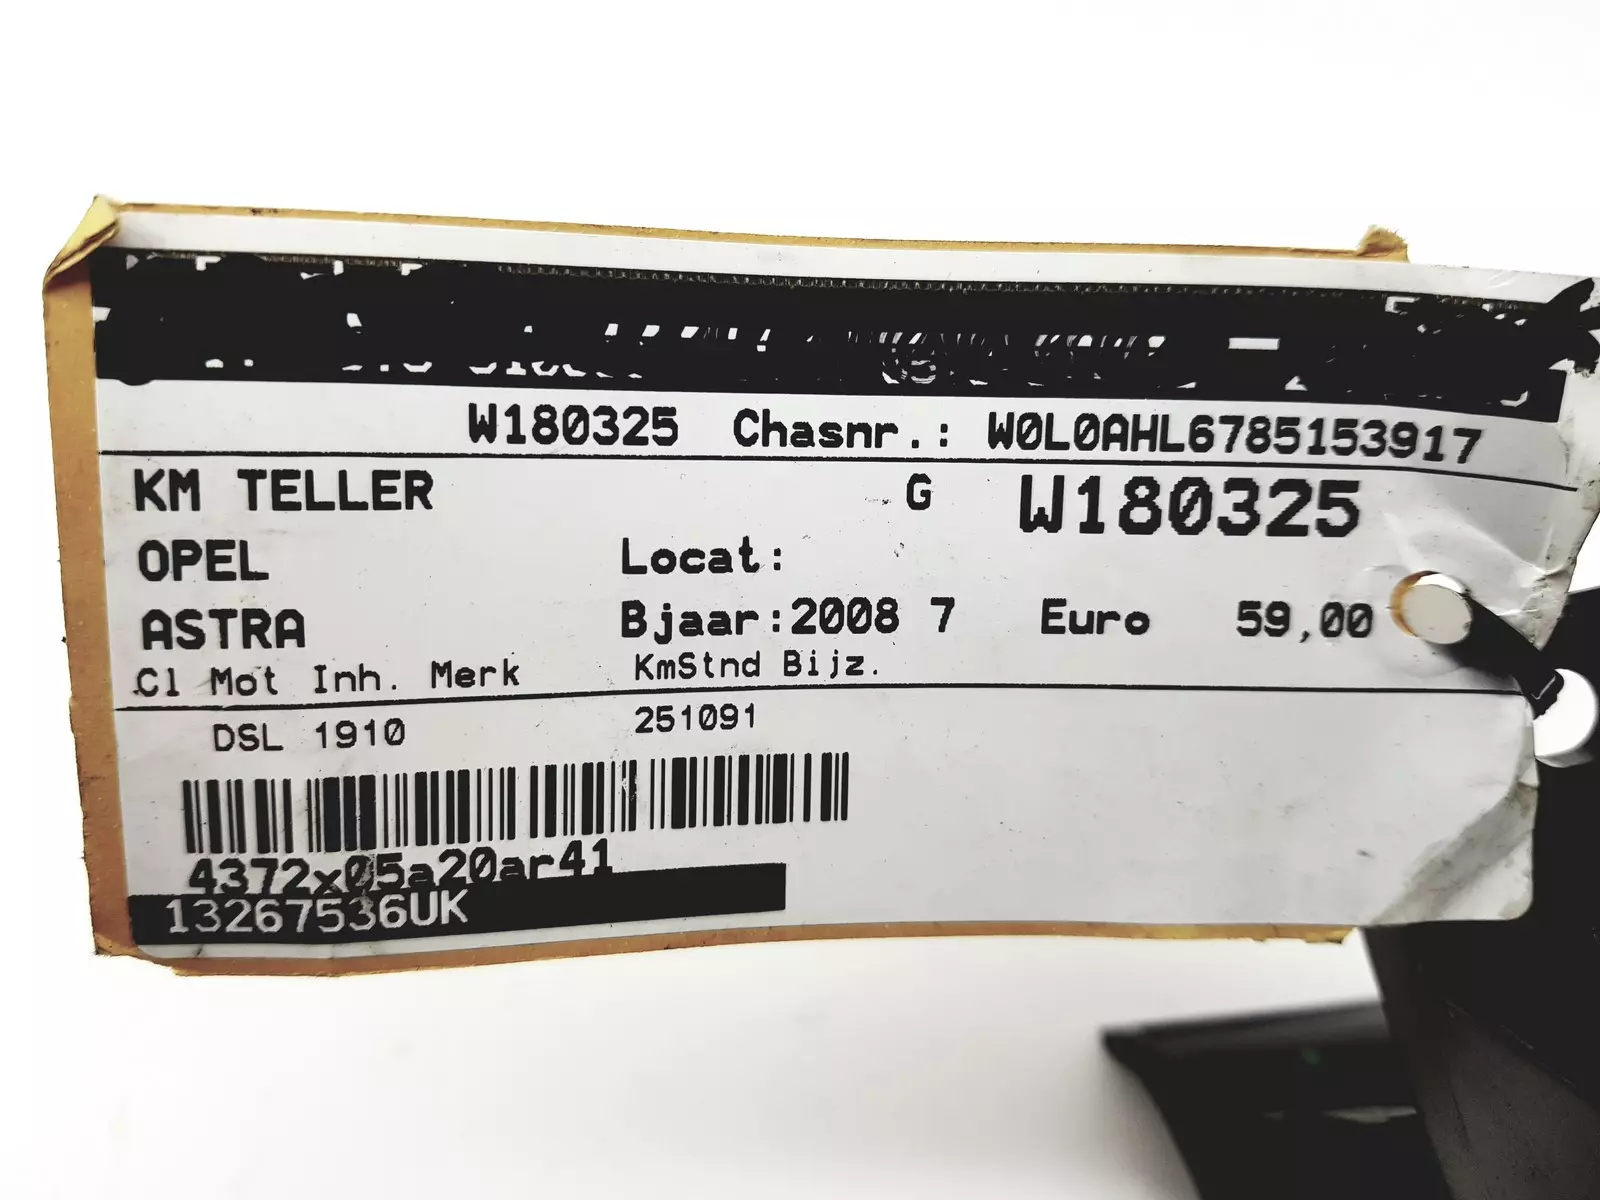 W180325 Chasnr.: W0L0AHL6785153917
KM TELLER G W180325
OPEL Locat:
ASTRA Bjaar:2008 7 Euro 59,00
Cl Mot Inh. Merk KmStnd Bijz.
DSL 1910 251091
4372x05a20ar41
13267536UK